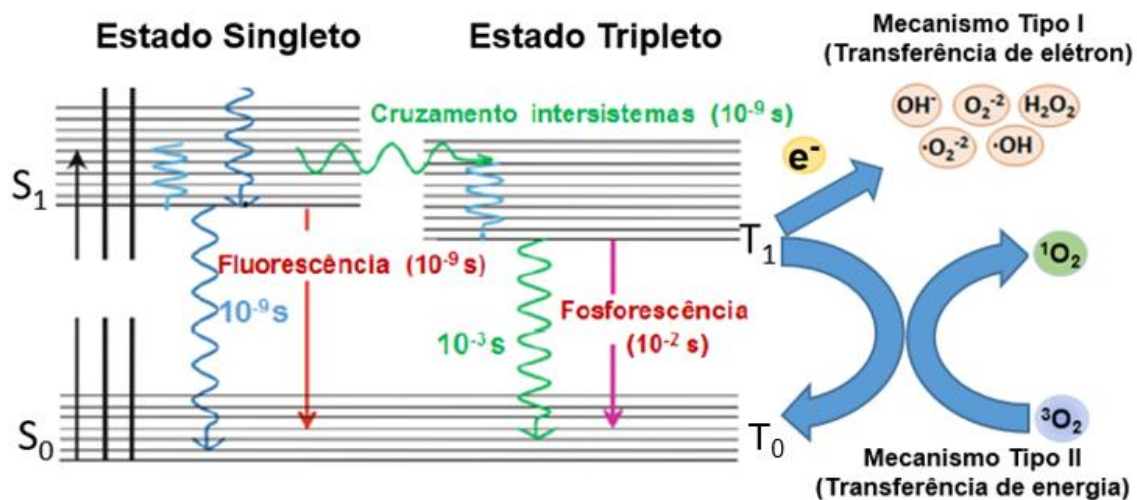 Estado Singleto
Estado Tripleto
Mecanismo Tipo I
(Transferência de elétron)
OH⁻ O₂⁻² H₂O₂
·O₂⁻² ·OH
Cruzamento intersistemas (10⁻⁹ s)
e⁻
S₁
T₁
Fluorescência (10⁻⁹ s)
10⁻⁹ s
Fosforescência
(10⁻² s)
10⁻³ s
¹O₂
³O₂
S₀
T₀
Mecanismo Tipo II
(Transferência de energia)